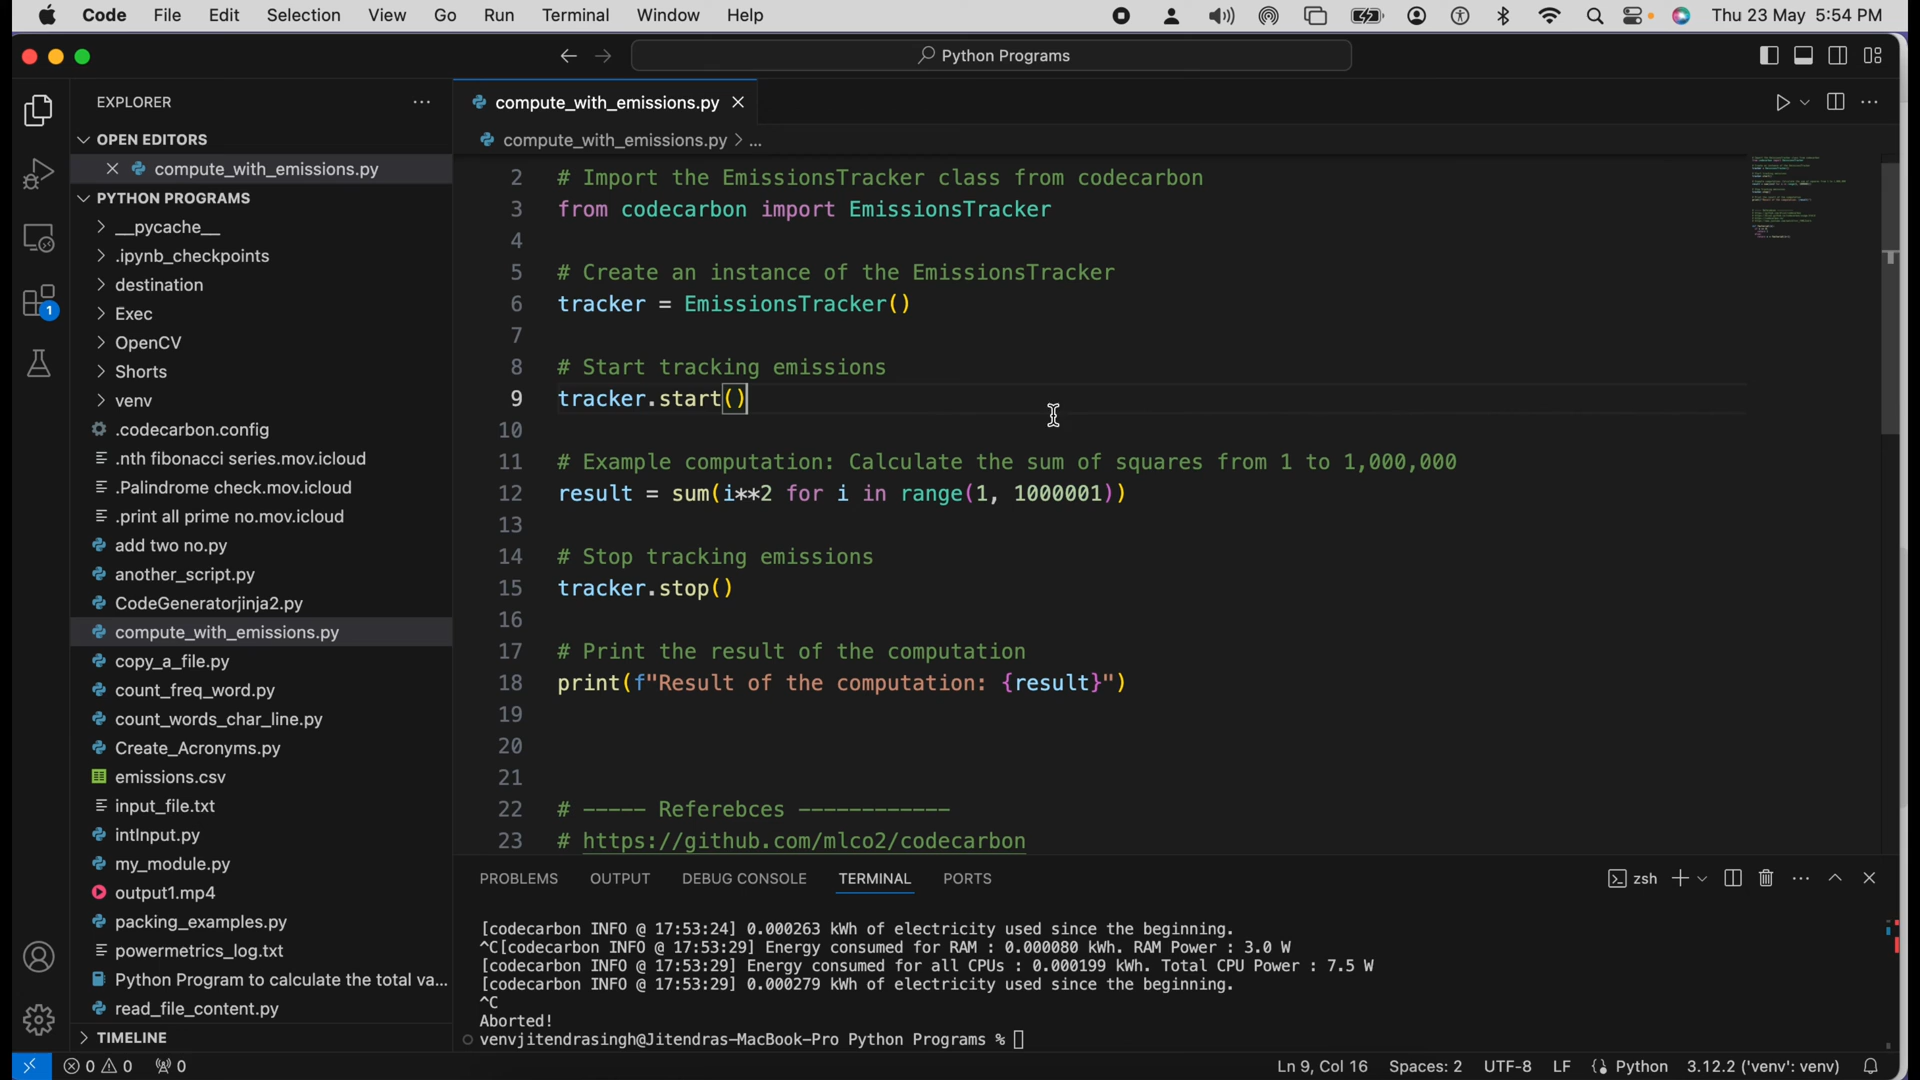 Code File Edit Selection View Go Run Terminal Window Help Thu 23 May 5:54 PM
Python Programs
EXPLORER ...
OPEN EDITORS
compute_with_emissions.py
PYTHON PROGRAMS
__pycache__
.ipynb_checkpoints
destination
Exec
OpenCV
Shorts
venv
.codecarbon.config
.nth fibonacci series.mov.icloud
.Palindrome check.mov.icloud
.print all prime no.mov.icloud
add two no.py
another_script.py
CodeGeneratorjinja2.py
compute_with_emissions.py
copy_a_file.py
count_freq_word.py
count_words_char_line.py
Create_Acronyms.py
emissions.csv
input_file.txt
intInput.py
my_module.py
output1.mp4
packing_examples.py
powermetrics_log.txt
Python Program to calculate the total va...
read_file_content.py
TIMELINE
1
compute_with_emissions.py
compute_with_emissions.py > ...
2 # Import the EmissionsTracker class from codecarbon
3 from codecarbon import EmissionsTracker
4
5 # Create an instance of the EmissionsTracker
6 tracker = EmissionsTracker()
7
8 # Start tracking emissions
9 tracker.start()
10
11 # Example computation: Calculate the sum of squares from 1 to 1,000,000
12 result = sum(i**2 for i in range(1, 1000001))
13
14 # Stop tracking emissions
15 tracker.stop()
16
17 # Print the result of the computation
18 print(f"Result of the computation: {result}")
19
20
21
22 # ----- Referebces ------------
23 # https://github.com/mlco2/codecarbon
PROBLEMS OUTPUT DEBUG CONSOLE TERMINAL PORTS zsh
[codecarbon INFO @ 17:53:24] 0.000263 kWh of electricity used since the beginning.
^C[codecarbon INFO @ 17:53:29] Energy consumed for RAM : 0.000080 kWh. RAM Power : 3.0 W
[codecarbon INFO @ 17:53:29] Energy consumed for all CPUs : 0.000199 kWh. Total CPU Power : 7.5 W
[codecarbon INFO @ 17:53:29] 0.000279 kWh of electricity used since the beginning.
^C
Aborted!
venvjitendrasingh@Jitendras-MacBook-Pro Python Programs %
0 0 0 Ln 9, Col 16 Spaces: 2 UTF-8 LF Python 3.12.2 ('venv': venv)